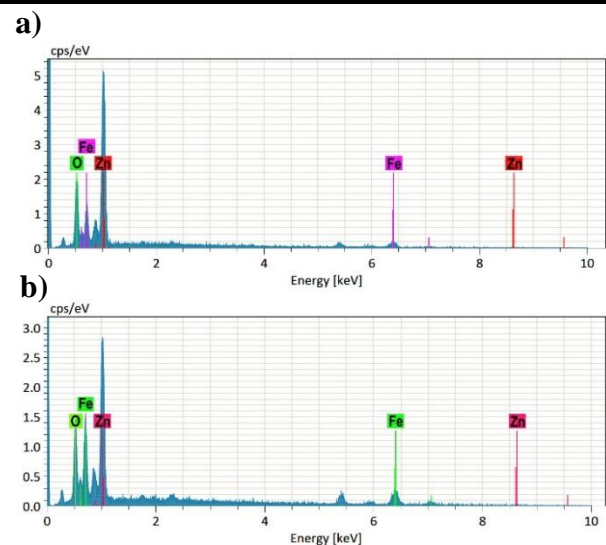 a)
cps/eV
5
4
3
2
1
0
Fe
O
Zn
Fe
Zn
0 2 4 6 8 10
Energy [keV]
b)
cps/eV
3.0
2.5
2.0
1.5
1.0
0.5
0.0
Fe
O
Zn
Fe
Zn
0 2 4 6 8 10
Energy [keV]